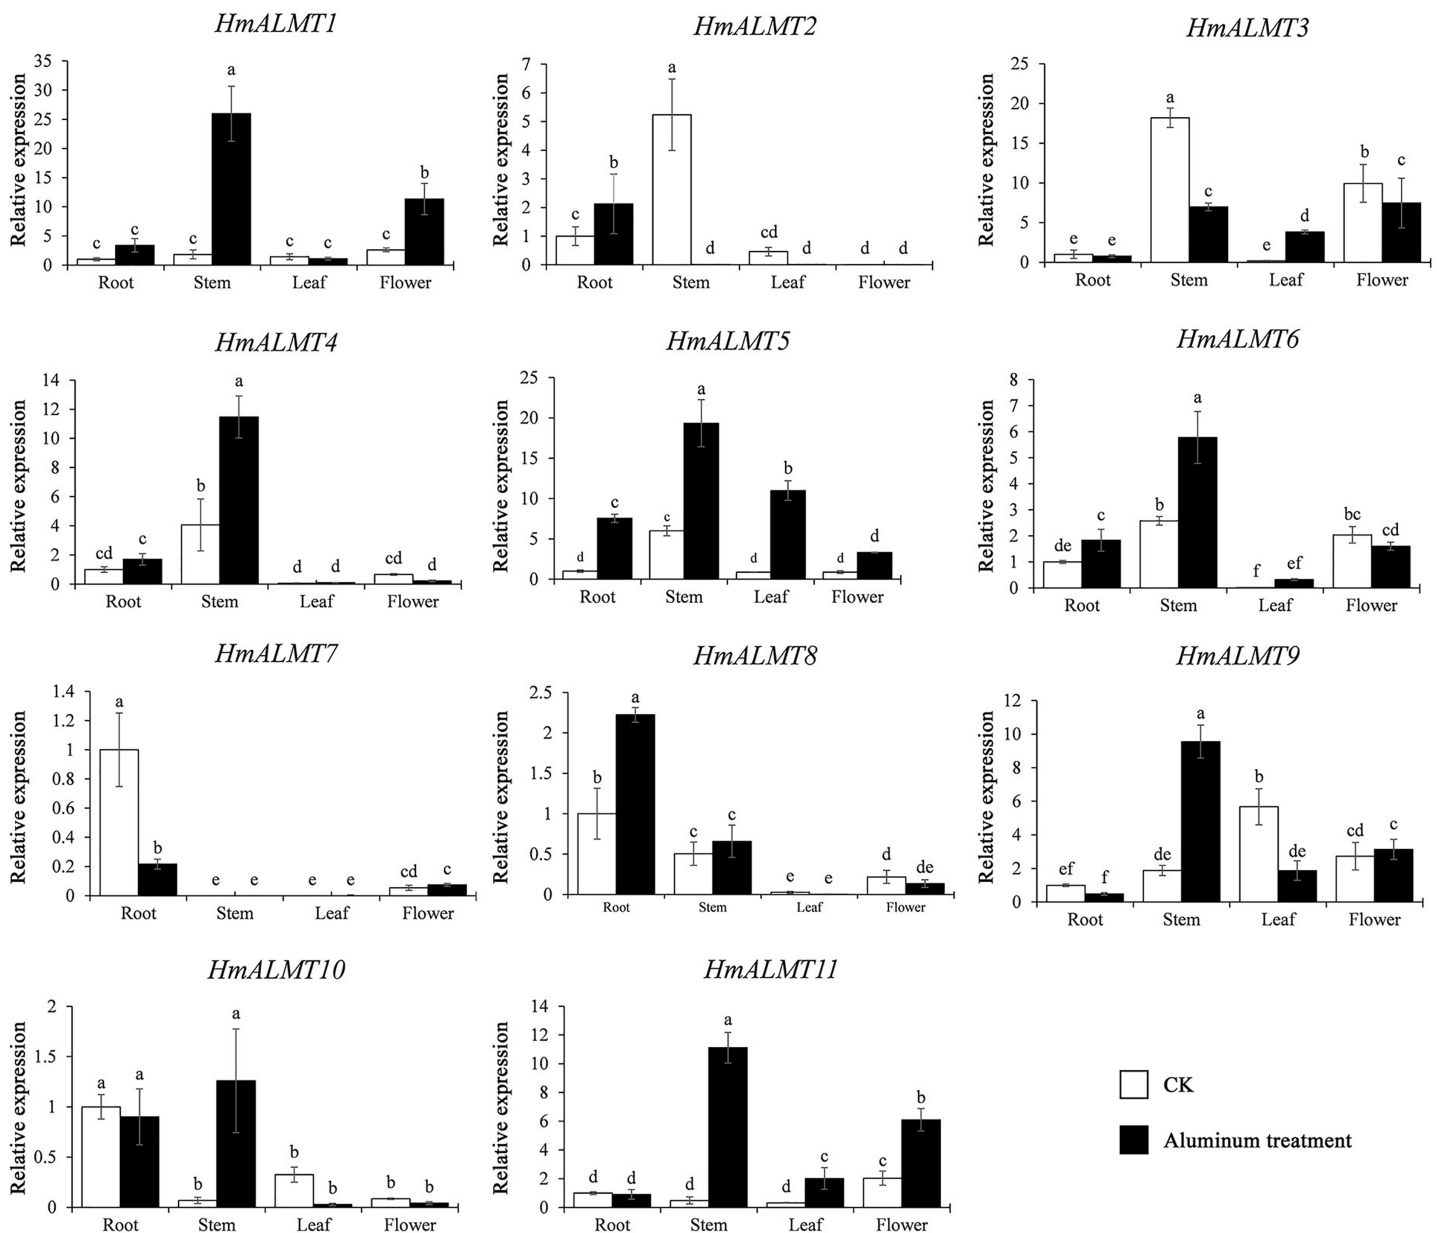 HmALMT1
Relative expression
35
30
25
20
15
10
5
0
c c c a c c c b
Root Stem Leaf Flower
HmALMT2
Relative expression
7
6
5
4
3
2
1
0
c b a d cd d d d
Root Stem Leaf Flower
HmALMT3
Relative expression
25
20
15
10
5
0
e e a c e d b c
Root Stem Leaf Flower
HmALMT4
Relative expression
14
12
10
8
6
4
2
0
cd c b a d d cd d
Root Stem Leaf Flower
HmALMT5
Relative expression
25
20
15
10
5
0
d c c a d b d d
Root Stem Leaf Flower
HmALMT6
Relative expression
8
7
6
5
4
3
2
1
0
de c b a f ef bc cd
Root Stem Leaf Flower
HmALMT7
Relative expression
1.4
1.2
1
0.8
0.6
0.4
0.2
0
a b e e e e cd c
Root Stem Leaf Flower
HmALMT8
Relative expression
2.5
2
1.5
1
0.5
0
b a c c e e d de
Root Stem Leaf Flower
HmALMT9
Relative expression
12
10
8
6
4
2
0
ef f de a b de cd c
Root Stem Leaf Flower
HmALMT10
Relative expression
2
1.5
1
0.5
0
a a b a b b b b
Root Stem Leaf Flower
HmALMT11
Relative expression
14
12
10
8
6
4
2
0
d d d a d c c b
Root Stem Leaf Flower
CK
Aluminum treatment